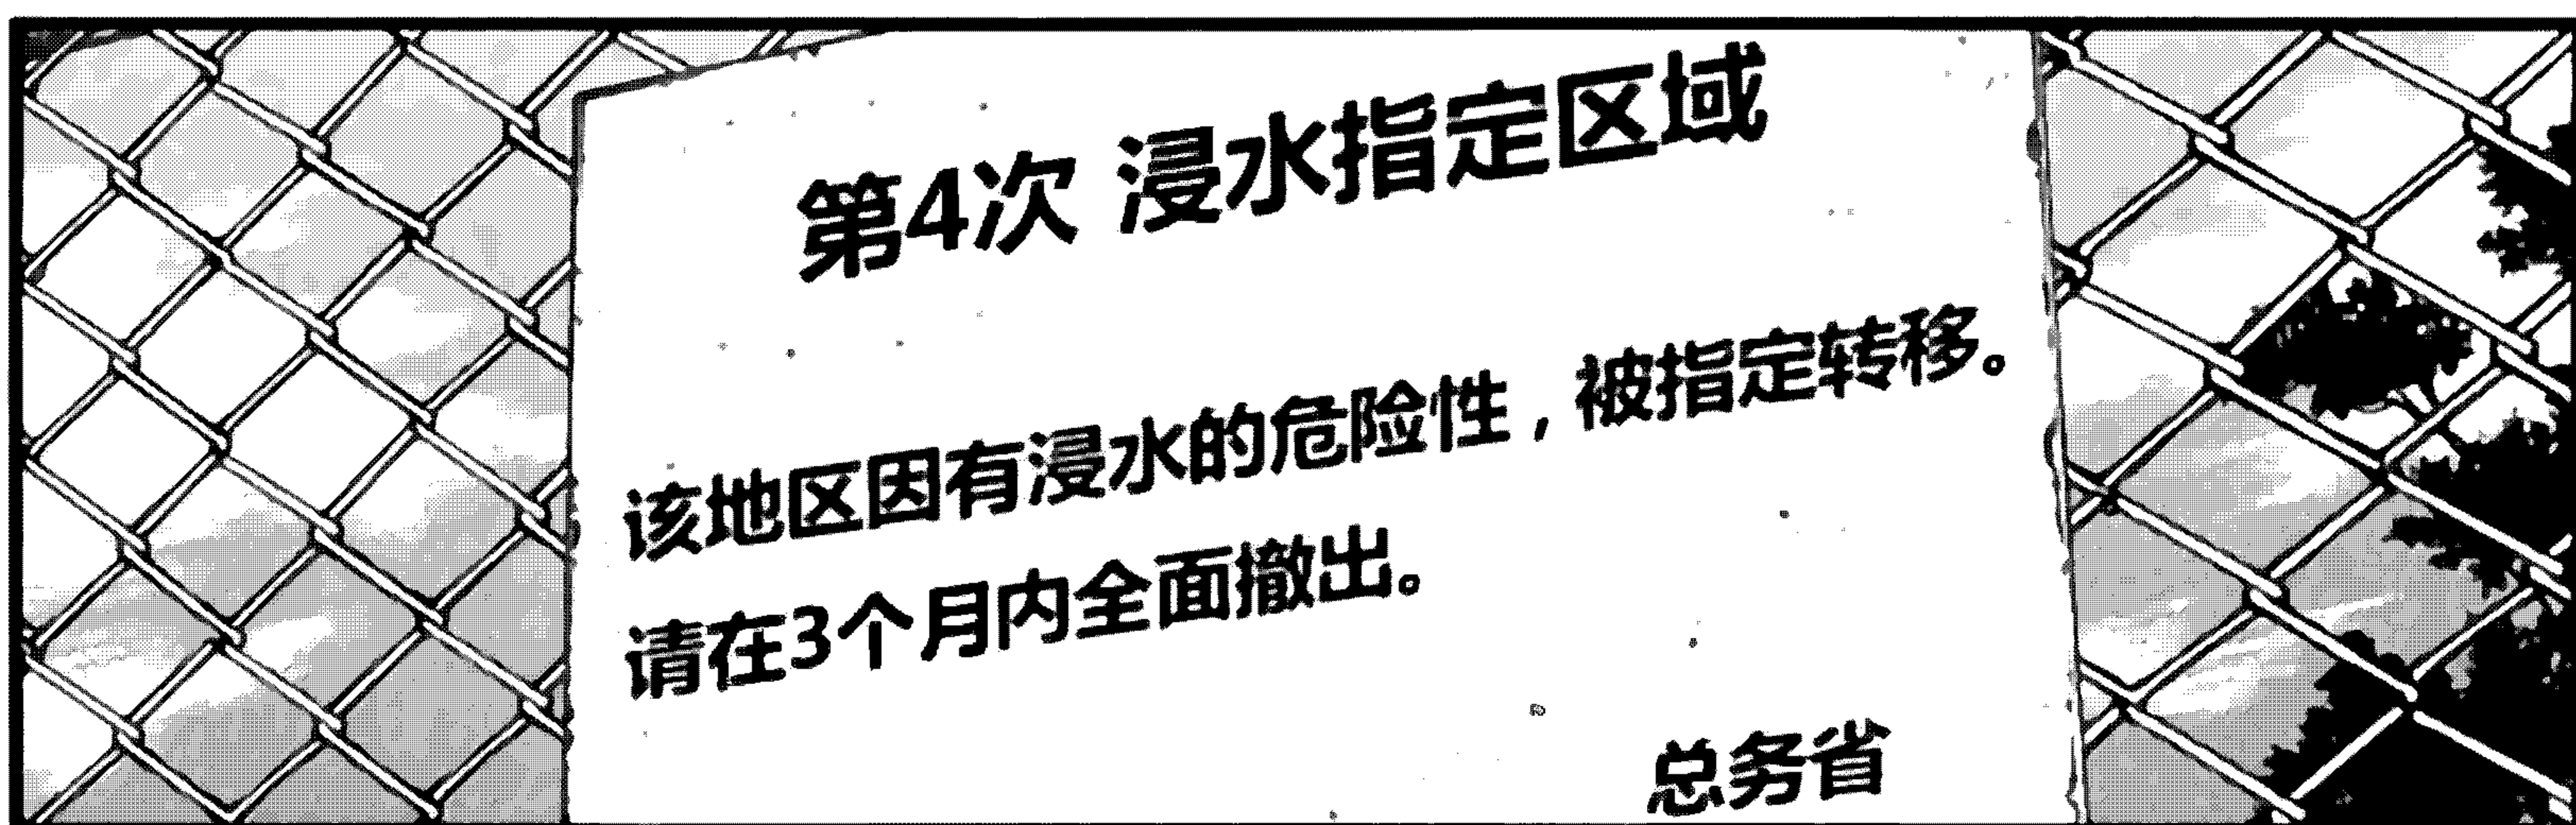 第4次 浸水指定区域
该地区因有浸水的危险性，被指定转移。
请在3个月内全面撤出。
总务省